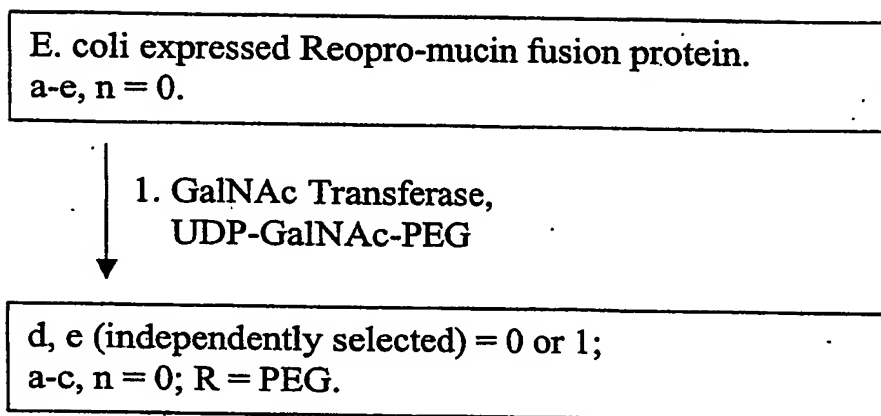 E. coli expressed Reopro-mucin fusion protein.
a-e, n = 0.
1. GalNAc Transferase,
UDP-GalNAc-PEG
d, e (independently selected) = 0 or 1;
a-c, n = 0; R = PEG.